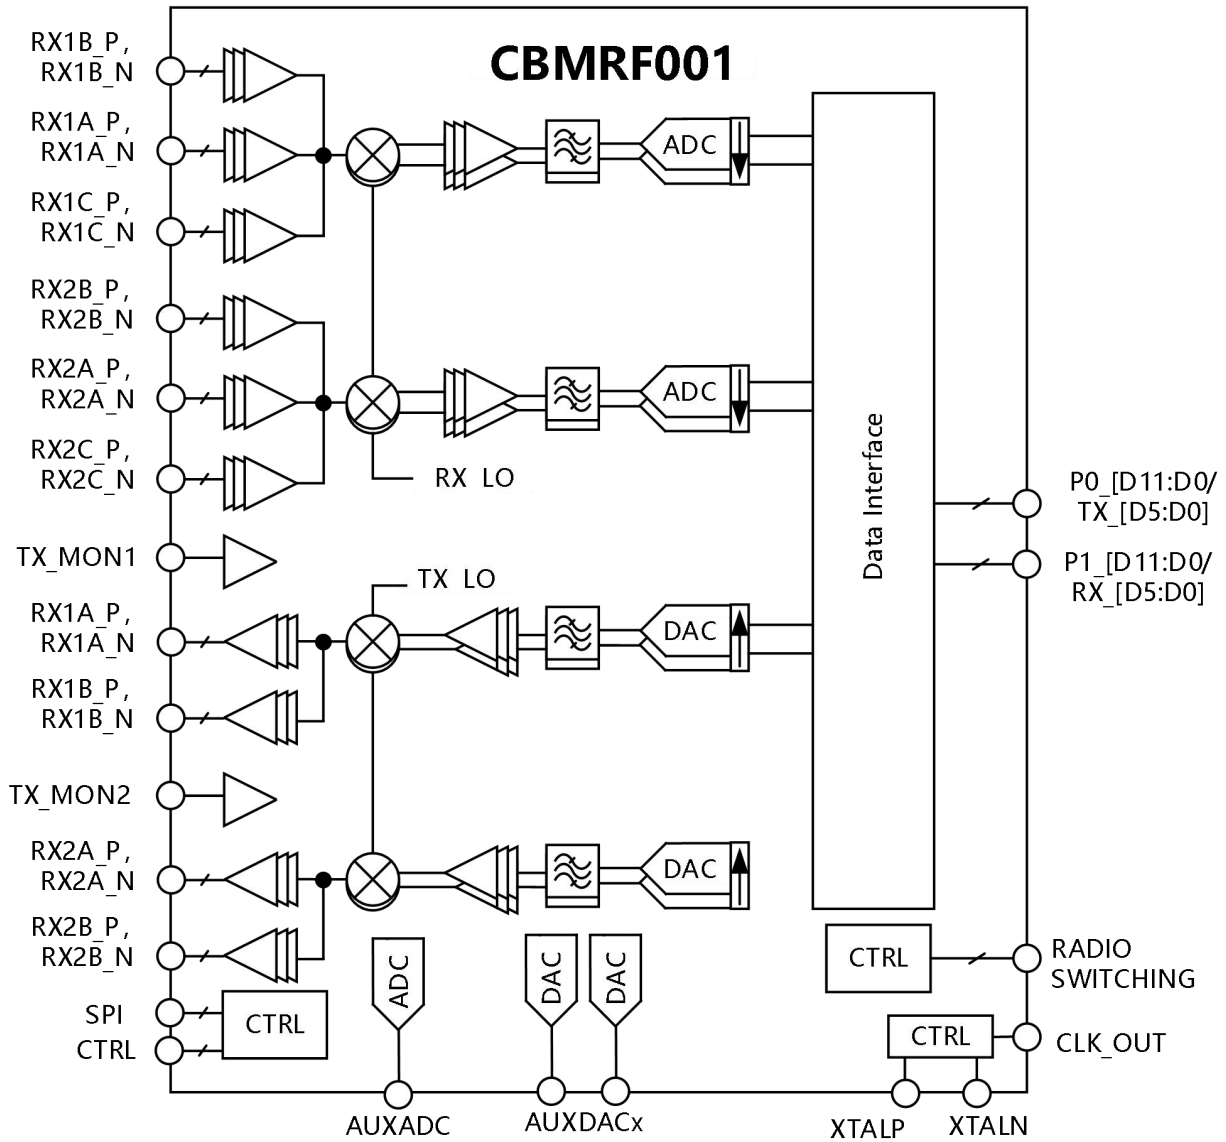 CBMRF001
RX1B_P,
RX1B_N
RX1A_P,
RX1A_N
ADC
RX1C_P,
RX1C_N
RX2B_P,
RX2B_N
RX2A_P,
RX2A_N
ADC
RX2C_P,
RX2C_N
RX LO
Data Interface
P0_[D11:D0/
TX_[D5:D0]
TX_MON1
TX LO
P1_[D11:D0/
RX_[D5:D0]
RX1A_P,
RX1A_N
DAC
RX1B_P,
RX1B_N
TX_MON2
RX2A_P,
RX2A_N
DAC
RX2B_P,
RX2B_N
ADC
DAC
DAC
CTRL
RADIO
SWITCHING
SPI
CTRL
CTRL
CTRL
CLK_OUT
AUXADC
AUXDACx
XTALP
XTALN